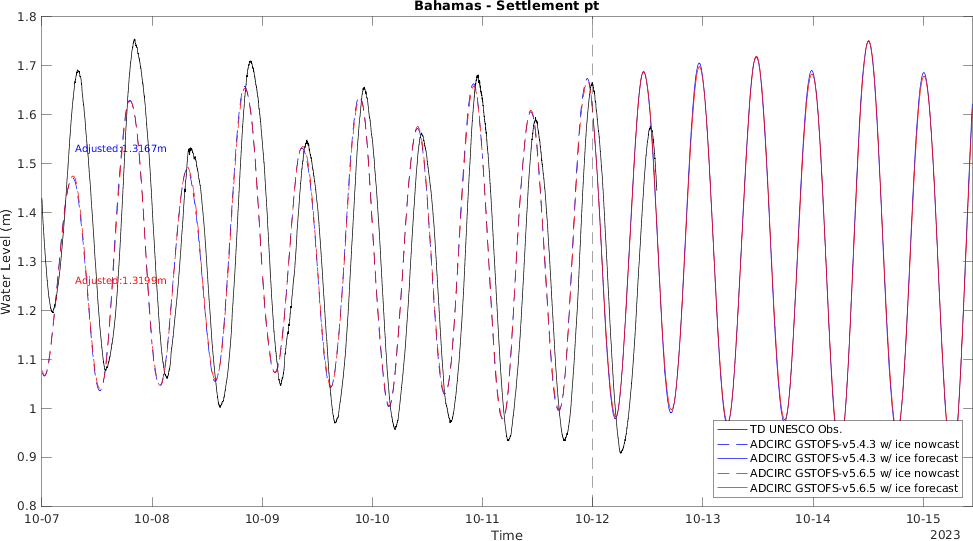 Bahamas - Settlement pt
1.8
1.7
1.6
1.5
1.4
1.3
1.2
1.1
1
0.9
0.8
Water Level (m)
Adjusted:1.3167m
Adjusted:1.3199m
TD UNESCO Obs.
ADCIRC GSTOFS-v5.4.3 w/ ice nowcast
ADCIRC GSTOFS-v5.4.3 w/ ice forecast
ADCIRC GSTOFS-v5.6.5 w/ ice nowcast
ADCIRC GSTOFS-v5.6.5 w/ ice forecast
10-07 10-08 10-09 10-10 10-11 10-12 10-13 10-14 10-15
Time
2023